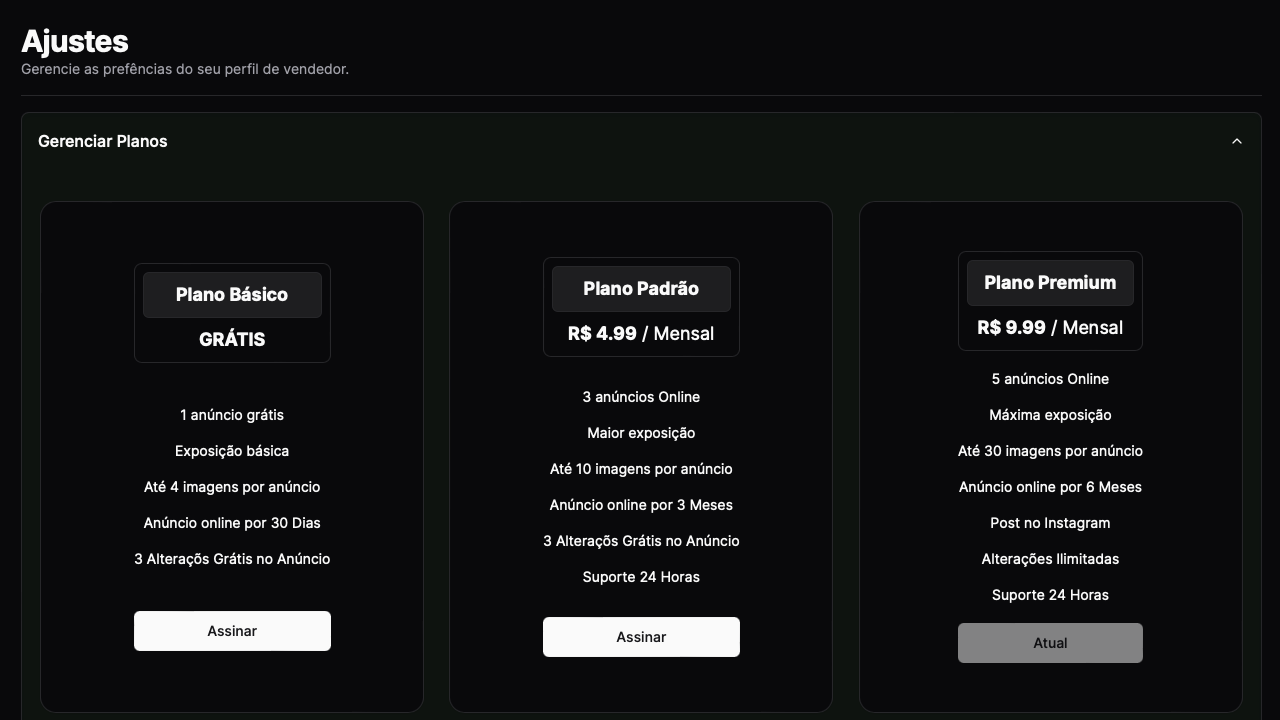 Ajustes
Gerencie as prefências do seu perfil de vendedor.
Gerenciar Planos
Plano Básico
GRÁTIS
1 anúncio grátis
Exposição básica
Até 4 imagens por anúncio
Anúncio online por 30 Dias
3 Alteraçõs Grátis no Anúncio
Assinar
Plano Padrão
R$ 4.99 / Mensal
3 anúncios Online
Maior exposição
Até 10 imagens por anúncio
Anúncio online por 3 Meses
3 Alteraçõs Grátis no Anúncio
Suporte 24 Horas
Assinar
Plano Premium
R$ 9.99 / Mensal
5 anúncios Online
Máxima exposição
Até 30 imagens por anúncio
Anúncio online por 6 Meses
Post no Instagram
Alterações Ilimitadas
Suporte 24 Horas
Atual